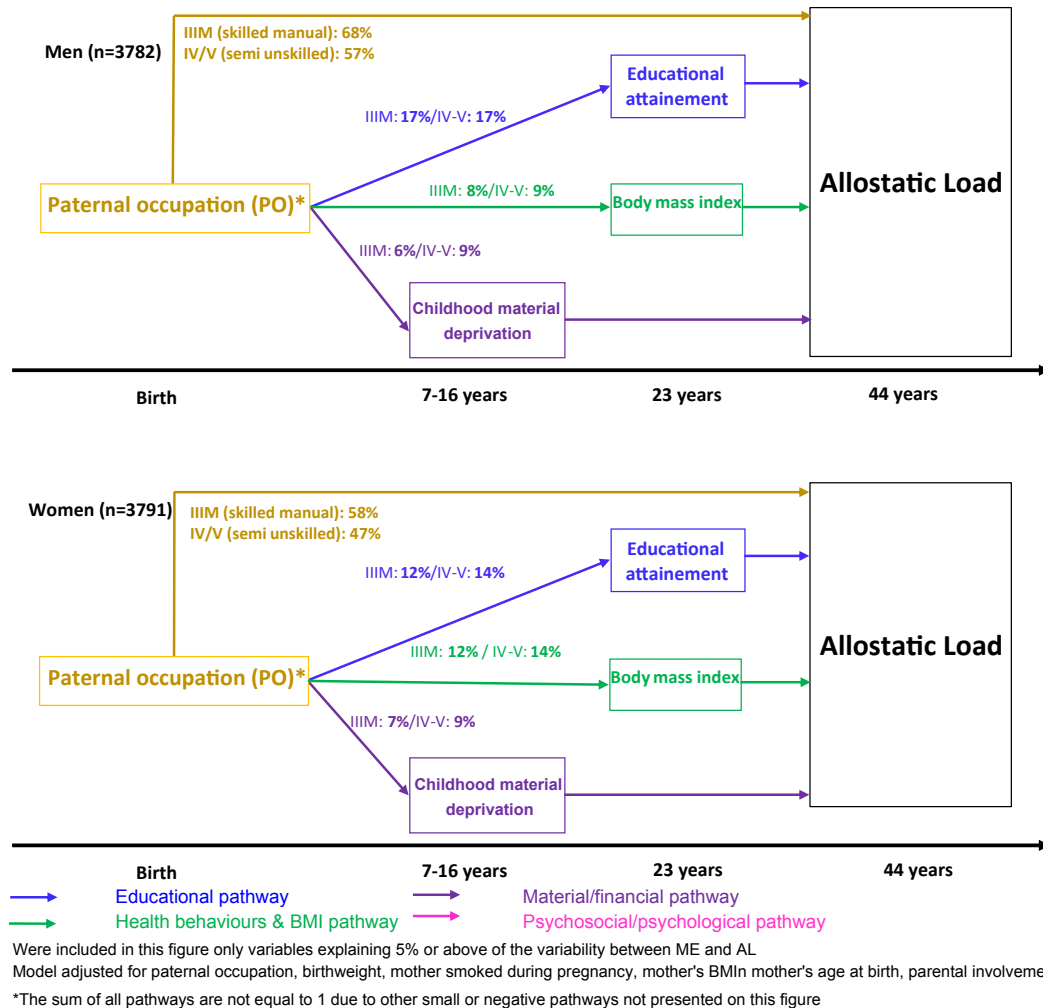 IIIM (skilled manual): 68%
Men (n=3782)
IV/V (semi unskilled): 57%
Educational
attainement
IIIM: 17%/IV-V: 17%
Allostatic Load
IIIM: 8%/IV-V: 9%
Paternal occupation (PO)*
Body mass index
IIIM: 6%/IV-V: 9%
Childhood material
deprivation
Birth 7-16 years 23 years 44 years
Women (n=3791)
IIIM (skilled manual): 58%
IV/V (semi unskilled): 47%
Educational
attainement
IIIM: 12%/IV-V: 14%
Allostatic Load
IIIM: 12% / IV-V: 14%
Paternal occupation (PO)*
Body mass index
IIIM: 7%/IV-V: 9%
Childhood material
deprivation
Birth 7-16 years 23 years 44 years
Educational pathway Material/financial pathway
Health behaviours & BMI pathway Psychosocial/psychological pathway
Were included in this figure only variables explaining 5% or above of the variability between ME and AL
Model adjusted for paternal occupation, birthweight, mother smoked during pregnancy, mother's BMIn mother's age at birth, parental involveme
*The sum of all pathways are not equal to 1 due to other small or negative pathways not presented on this figure